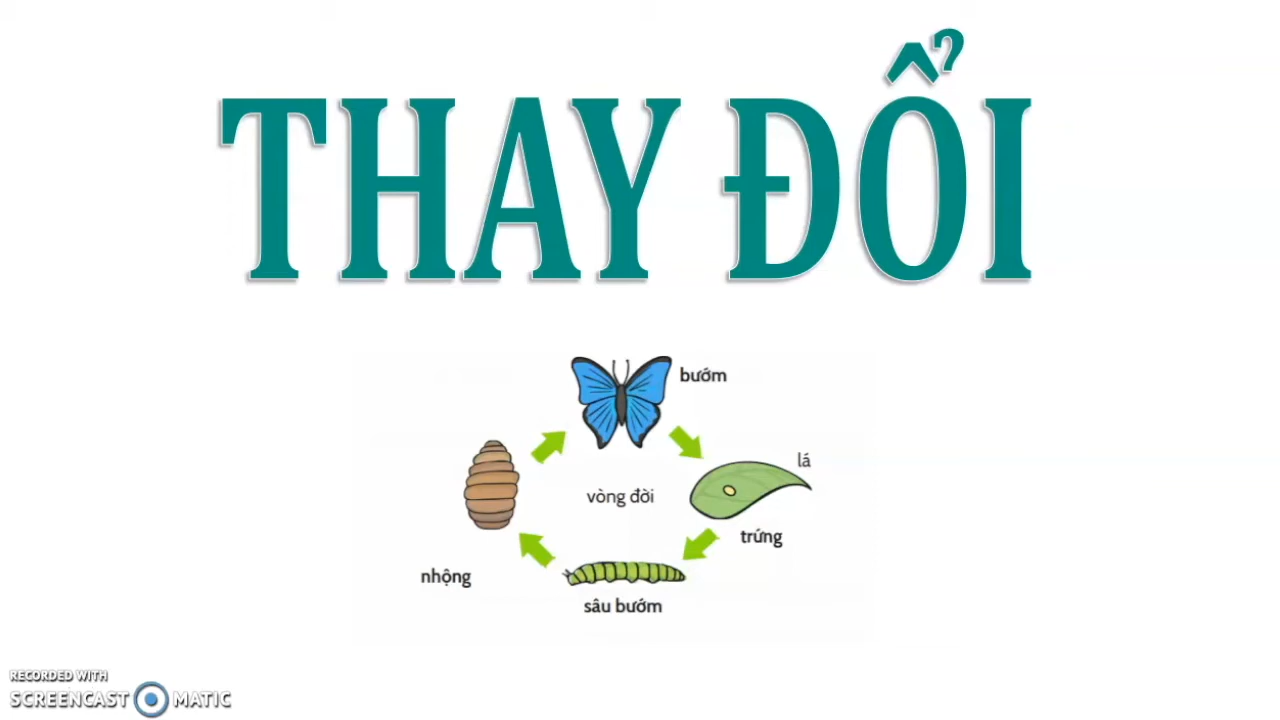 THAY ĐỔI
bướm
lá
vòng đời
trứng
nhộng
sâu bướm
RECORDED WITH
SCREENCAST MATIC